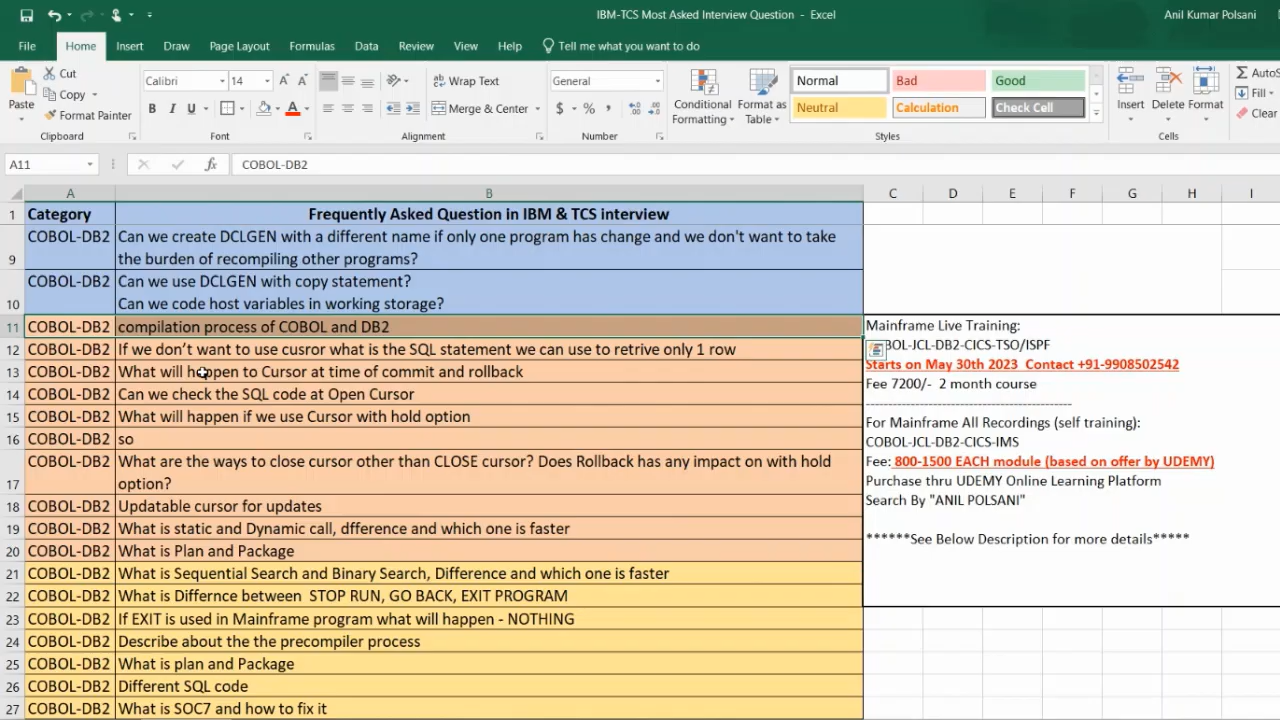 IBM-TCS Most Asked Interview Question - Excel
Anil Kumar Polsani
File Home Insert Draw Page Layout Formulas Data Review View Help Tell me what you want to do
Paste
Cut
Copy
Format Painter
Clipboard
Calibri 14
B I U
Font
Wrap Text
Merge & Center
Alignment
General
$ % ,
Number
Conditional Formatting
Format as Table
Normal Bad Good
Neutral Calculation Check Cell
Styles
Insert Delete Format
Cells
AutoS
Fill
Clear
A11 fx COBOL-DB2
A B C D E F G H I
1 Category Frequently Asked Question in IBM & TCS interview
9 COBOL-DB2 Can we create DCLGEN with a different name if only one program has change and we don't want to take
the burden of recompiling other programs?
10 COBOL-DB2 Can we use DCLGEN with copy statement?
Can we code host variables in working storage?
11 COBOL-DB2 compilation process of COBOL and DB2
12 COBOL-DB2 If we don’t want to use cusror what is the SQL statement we can use to retrive only 1 row
13 COBOL-DB2 What will happen to Cursor at time of commit and rollback
14 COBOL-DB2 Can we check the SQL code at Open Cursor
15 COBOL-DB2 What will happen if we use Cursor with hold option
16 COBOL-DB2 so
17 COBOL-DB2 What are the ways to close cursor other than CLOSE cursor? Does Rollback has any impact on with hold
option?
18 COBOL-DB2 Updatable cursor for updates
19 COBOL-DB2 What is static and Dynamic call, dfference and which one is faster
20 COBOL-DB2 What is Plan and Package
21 COBOL-DB2 What is Sequential Search and Binary Search, Difference and which one is faster
22 COBOL-DB2 What is Differnce between STOP RUN, GO BACK, EXIT PROGRAM
23 COBOL-DB2 If EXIT is used in Mainframe program what will happen - NOTHING
24 COBOL-DB2 Describe about the the precompiler process
25 COBOL-DB2 What is plan and Package
26 COBOL-DB2 Different SQL code
27 COBOL-DB2 What is SOC7 and how to fix it
Mainframe Live Training:
BOL-JCL-DB2-CICS-TSO/ISPF
Starts on May 30th 2023 Contact +91-9908502542
Fee 7200/- 2 month course
---------------------------------------------
For Mainframe All Recordings (self training):
COBOL-JCL-DB2-CICS-IMS
Fee: 800-1500 EACH module (based on offer by UDEMY)
Purchase thru UDEMY Online Learning Platform
Search By "ANIL POLSANI"
******See Below Description for more details*****